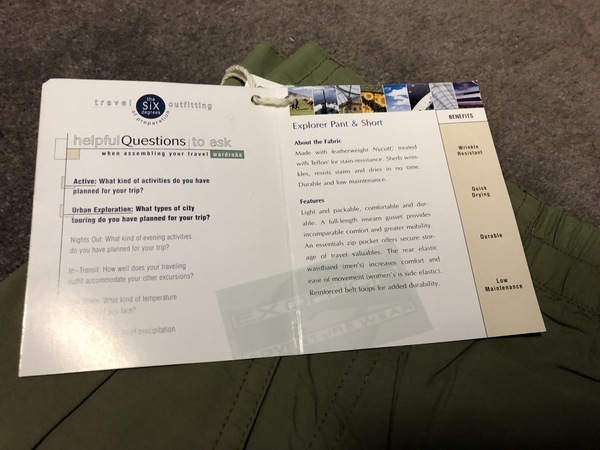 travel the SIX degrees outfitting
of preparation
helpful Questions to ask
when assembling your travel wardrobe
Active: What kind of activities do you have
planned for your trip?
Urban Exploration: What types of city
touring do you have planned for your trip?
Nights Out: What kind of evening activities
do you have planned for your trip?
In-Transit: How well does your traveling
outfit accommodate your other excursions?
What kind of temperature
face?
of precipitation
Explorer Pant & Short
About the Fabric
Made with featherweight Nycott, treated
with Teflon for stain-resistance. Sheds wrin-
kles, resists stains and dries in no time.
Durable and low maintenance.
Features
Light and packable, comfortable and dur-
able. A full-length inseam gusset provides
incomparable comfort and greater mobility.
An essentials zip pocket offers secure stor-
age of travel valuables. The rear elastic
waistband (men's) increases comfort and
ease of movement (women's is side elastic).
Reinforced belt loops for added durability.
BENEFITS
Wrinkle
Resistant
Quick
Drying
Durable
Low
Maintenance
ADVENTURE WEAR